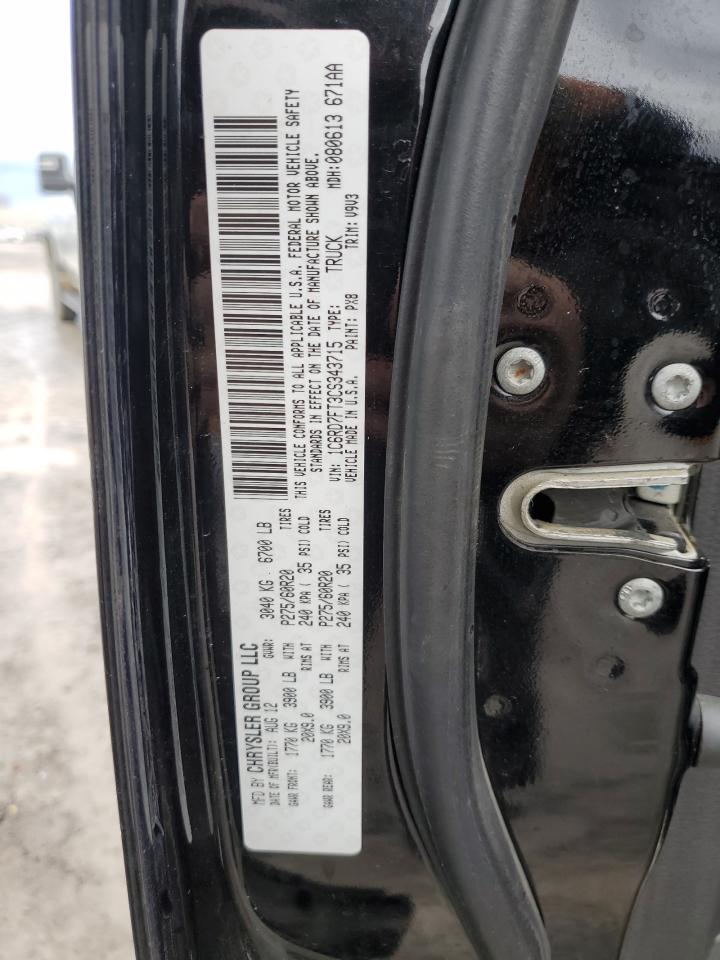 MFD BY CHRYSLER GROUP LLC
DATE OF MFR(BUILT): AUG 12 GVWR: 3040 KG - 6700 LB
GAWR FRONT: 1770 KG 3900 LB WITH P275/60R20 TIRES
20X9.0 RIMS AT 240 KPA ( 35 PSI) COLD
GAWR REAR: 1770 KG 3900 LB WITH P275/60R20 TIRES
20X9.0 RIMS AT 240 KPA ( 35 PSI) COLD
THIS VEHICLE CONFORMS TO ALL APPLICABLE U.S.A. FEDERAL MOTOR VEHICLE SAFETY
STANDARDS IN EFFECT ON THE DATE OF MANUFACTURE SHOWN ABOVE.
VIN: 1C6RD7FT3CS343715 TYPE: TRUCK MDH: 080613 671AA
VEHICLE MADE IN U.S.A. PAINT: PX8 TRIM: V9V3